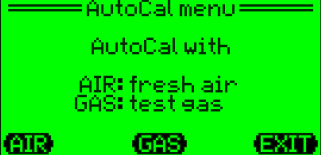 AutoCal menu
AutoCal with
AIR: fresh air
GAS: test gas
AIR GAS EXIT